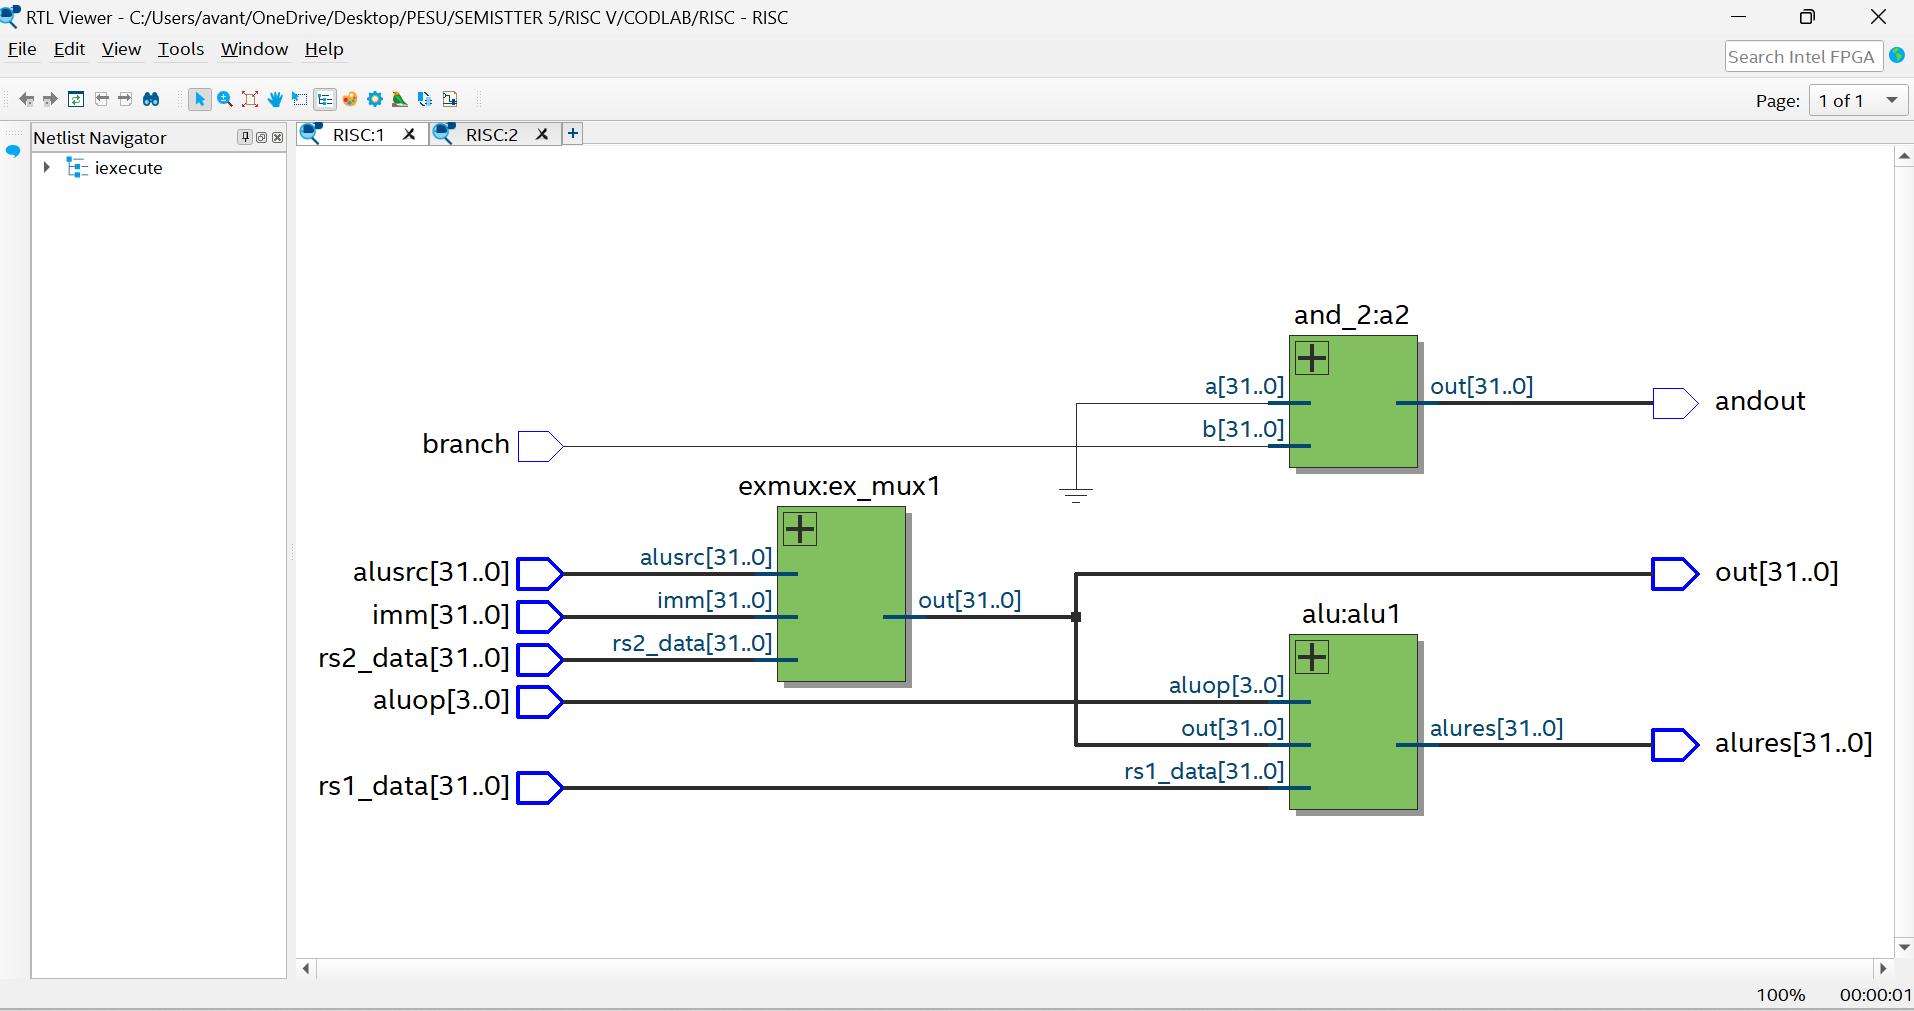 RTL Viewer - C:/Users/avant/OneDrive/Desktop/PESU/SEMISTTER 5/RISC V/CODLAB/RISC - RISC
File Edit View Tools Window Help
Search Intel FPGA
Page: 1 of 1
Netlist Navigator
RISC:1
RISC:2
iexecute
and_2:a2
a[31..0]
out[31..0]
andout
b[31..0]
branch
exmux:ex_mux1
alusrc[31..0]
alusrc[31..0]
out[31..0]
imm[31..0]
imm[31..0]
out[31..0]
alu:alu1
rs2_data[31..0]
rs2_data[31..0]
aluop[3..0]
aluop[3..0]
out[31..0]
alures[31..0]
alures[31..0]
rs1_data[31..0]
rs1_data[31..0]
100% 00:00:01